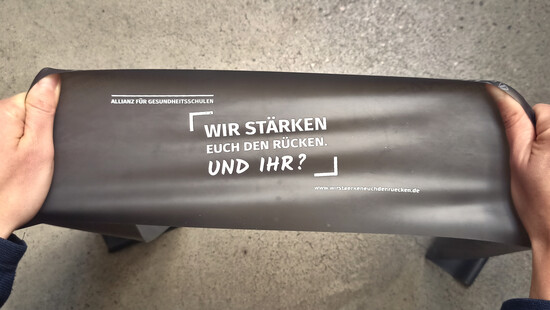 ALLIANZ FÜR GESUNDHEITSSCHULEN
WIR STÄRKEN
EUCH DEN RÜCKEN.
UND IHR?
www.wirstaerkeneuchdenruecken.de